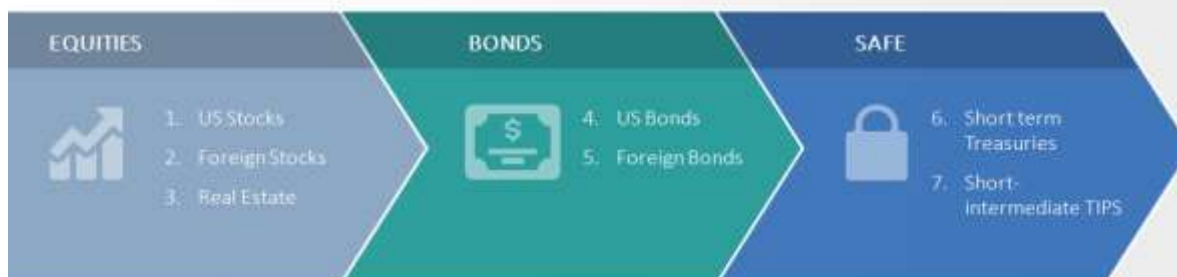 EQUITIES
1. US Stocks
2. Foreign Stocks
3. Real Estate
BONDS
$
4. US Bonds
5. Foreign Bonds
SAFE
6. Short term
Treasuries
7. Short-
intermediate TIPS